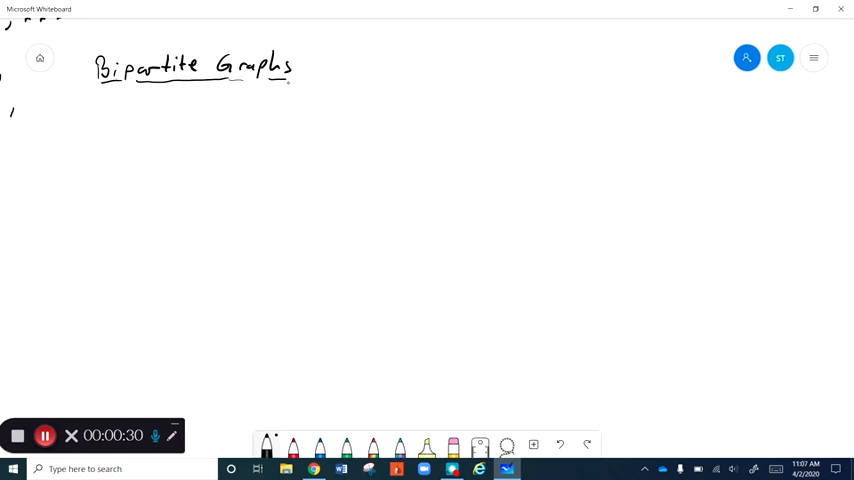 Microsoft Whiteboard
Bipartite Graphs
ST
00:00:30
Type here to search
11:07 AM
4/2/2020